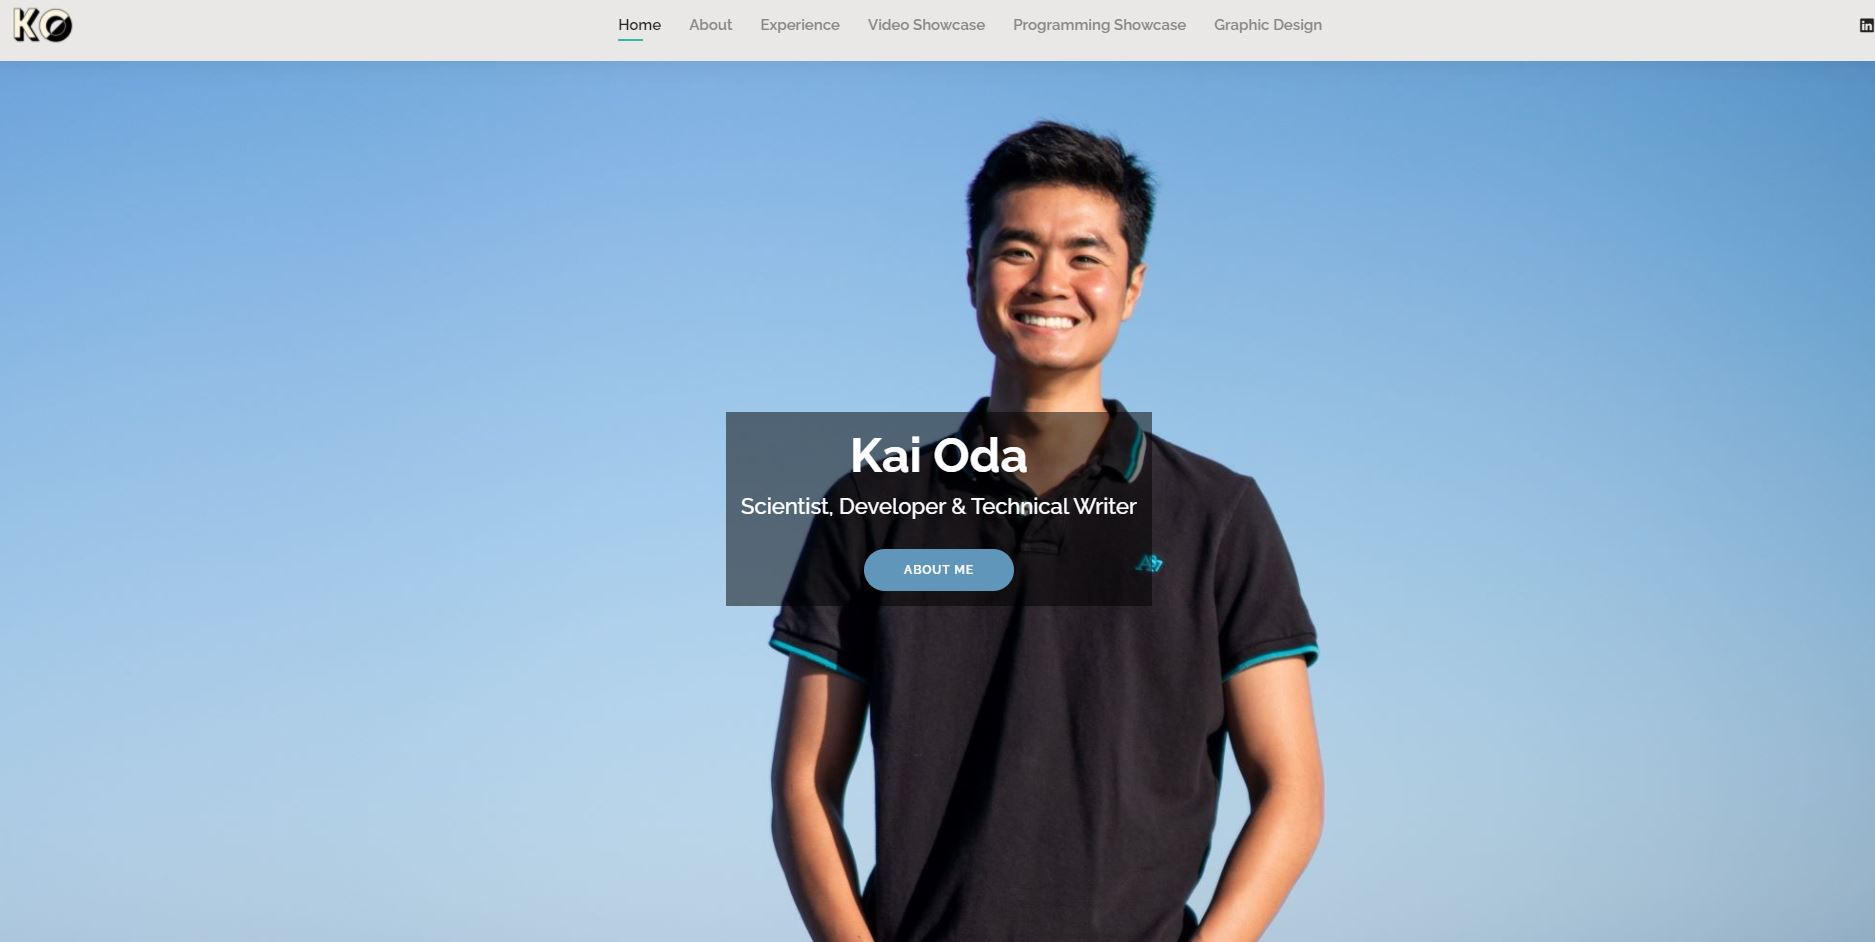 KO
Home About Experience Video Showcase Programming Showcase Graphic Design
in
Kai Oda
Scientist, Developer & Technical Writer
ABOUT ME